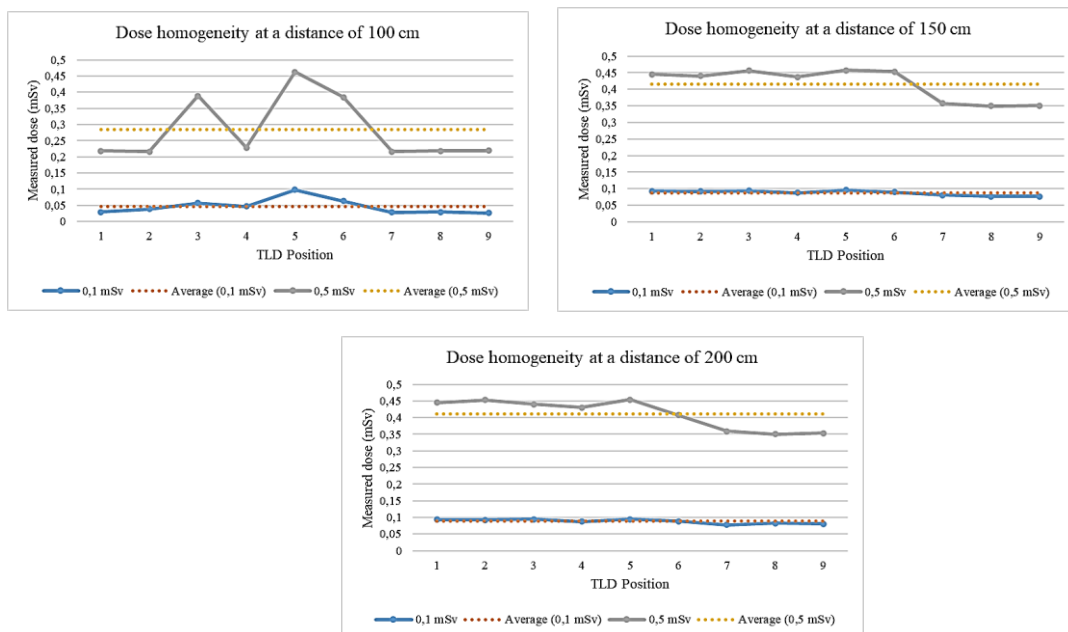 Dose homogeneity at a distance of 100 cm
Measured dose (mSv)
0,5
0,45
0,4
0,35
0,3
0,25
0,2
0,15
0,1
0,05
0
1 2 3 4 5 6 7 8 9
TLD Position
0,1 mSv Average (0,1 mSv) 0,5 mSv Average (0,5 mSv)
Dose homogeneity at a distance of 150 cm
Measured dose (mSv)
0,5
0,45
0,4
0,35
0,3
0,25
0,2
0,15
0,1
0,05
0
1 2 3 4 5 6 7 8 9
TLD Position
0,1 mSv Average (0,1 mSv) 0,5 mSv Average (0,5 mSv)
Dose homogeneity at a distance of 200 cm
Measured dose (mSv)
0,5
0,45
0,4
0,35
0,3
0,25
0,2
0,15
0,1
0,05
0
1 2 3 4 5 6 7 8 9
TLD Position
0,1 mSv Average (0,1 mSv) 0,5 mSv Average (0,5 mSv)